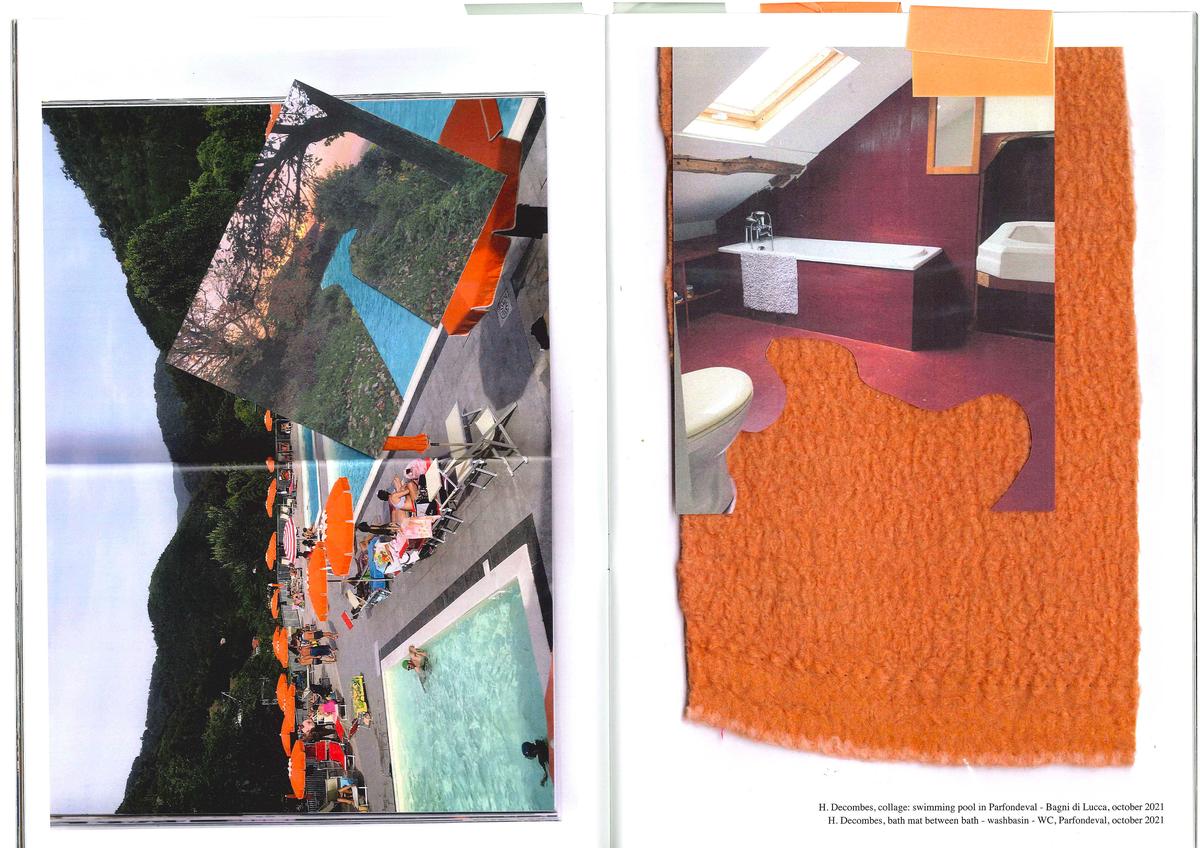 H. Decombes, collage: swimming pool in Parfondeval - Bagni di Lucca, october 2021
H. Decombes, bath mat between bath - washbasin - WC, Parfondeval, october 2021